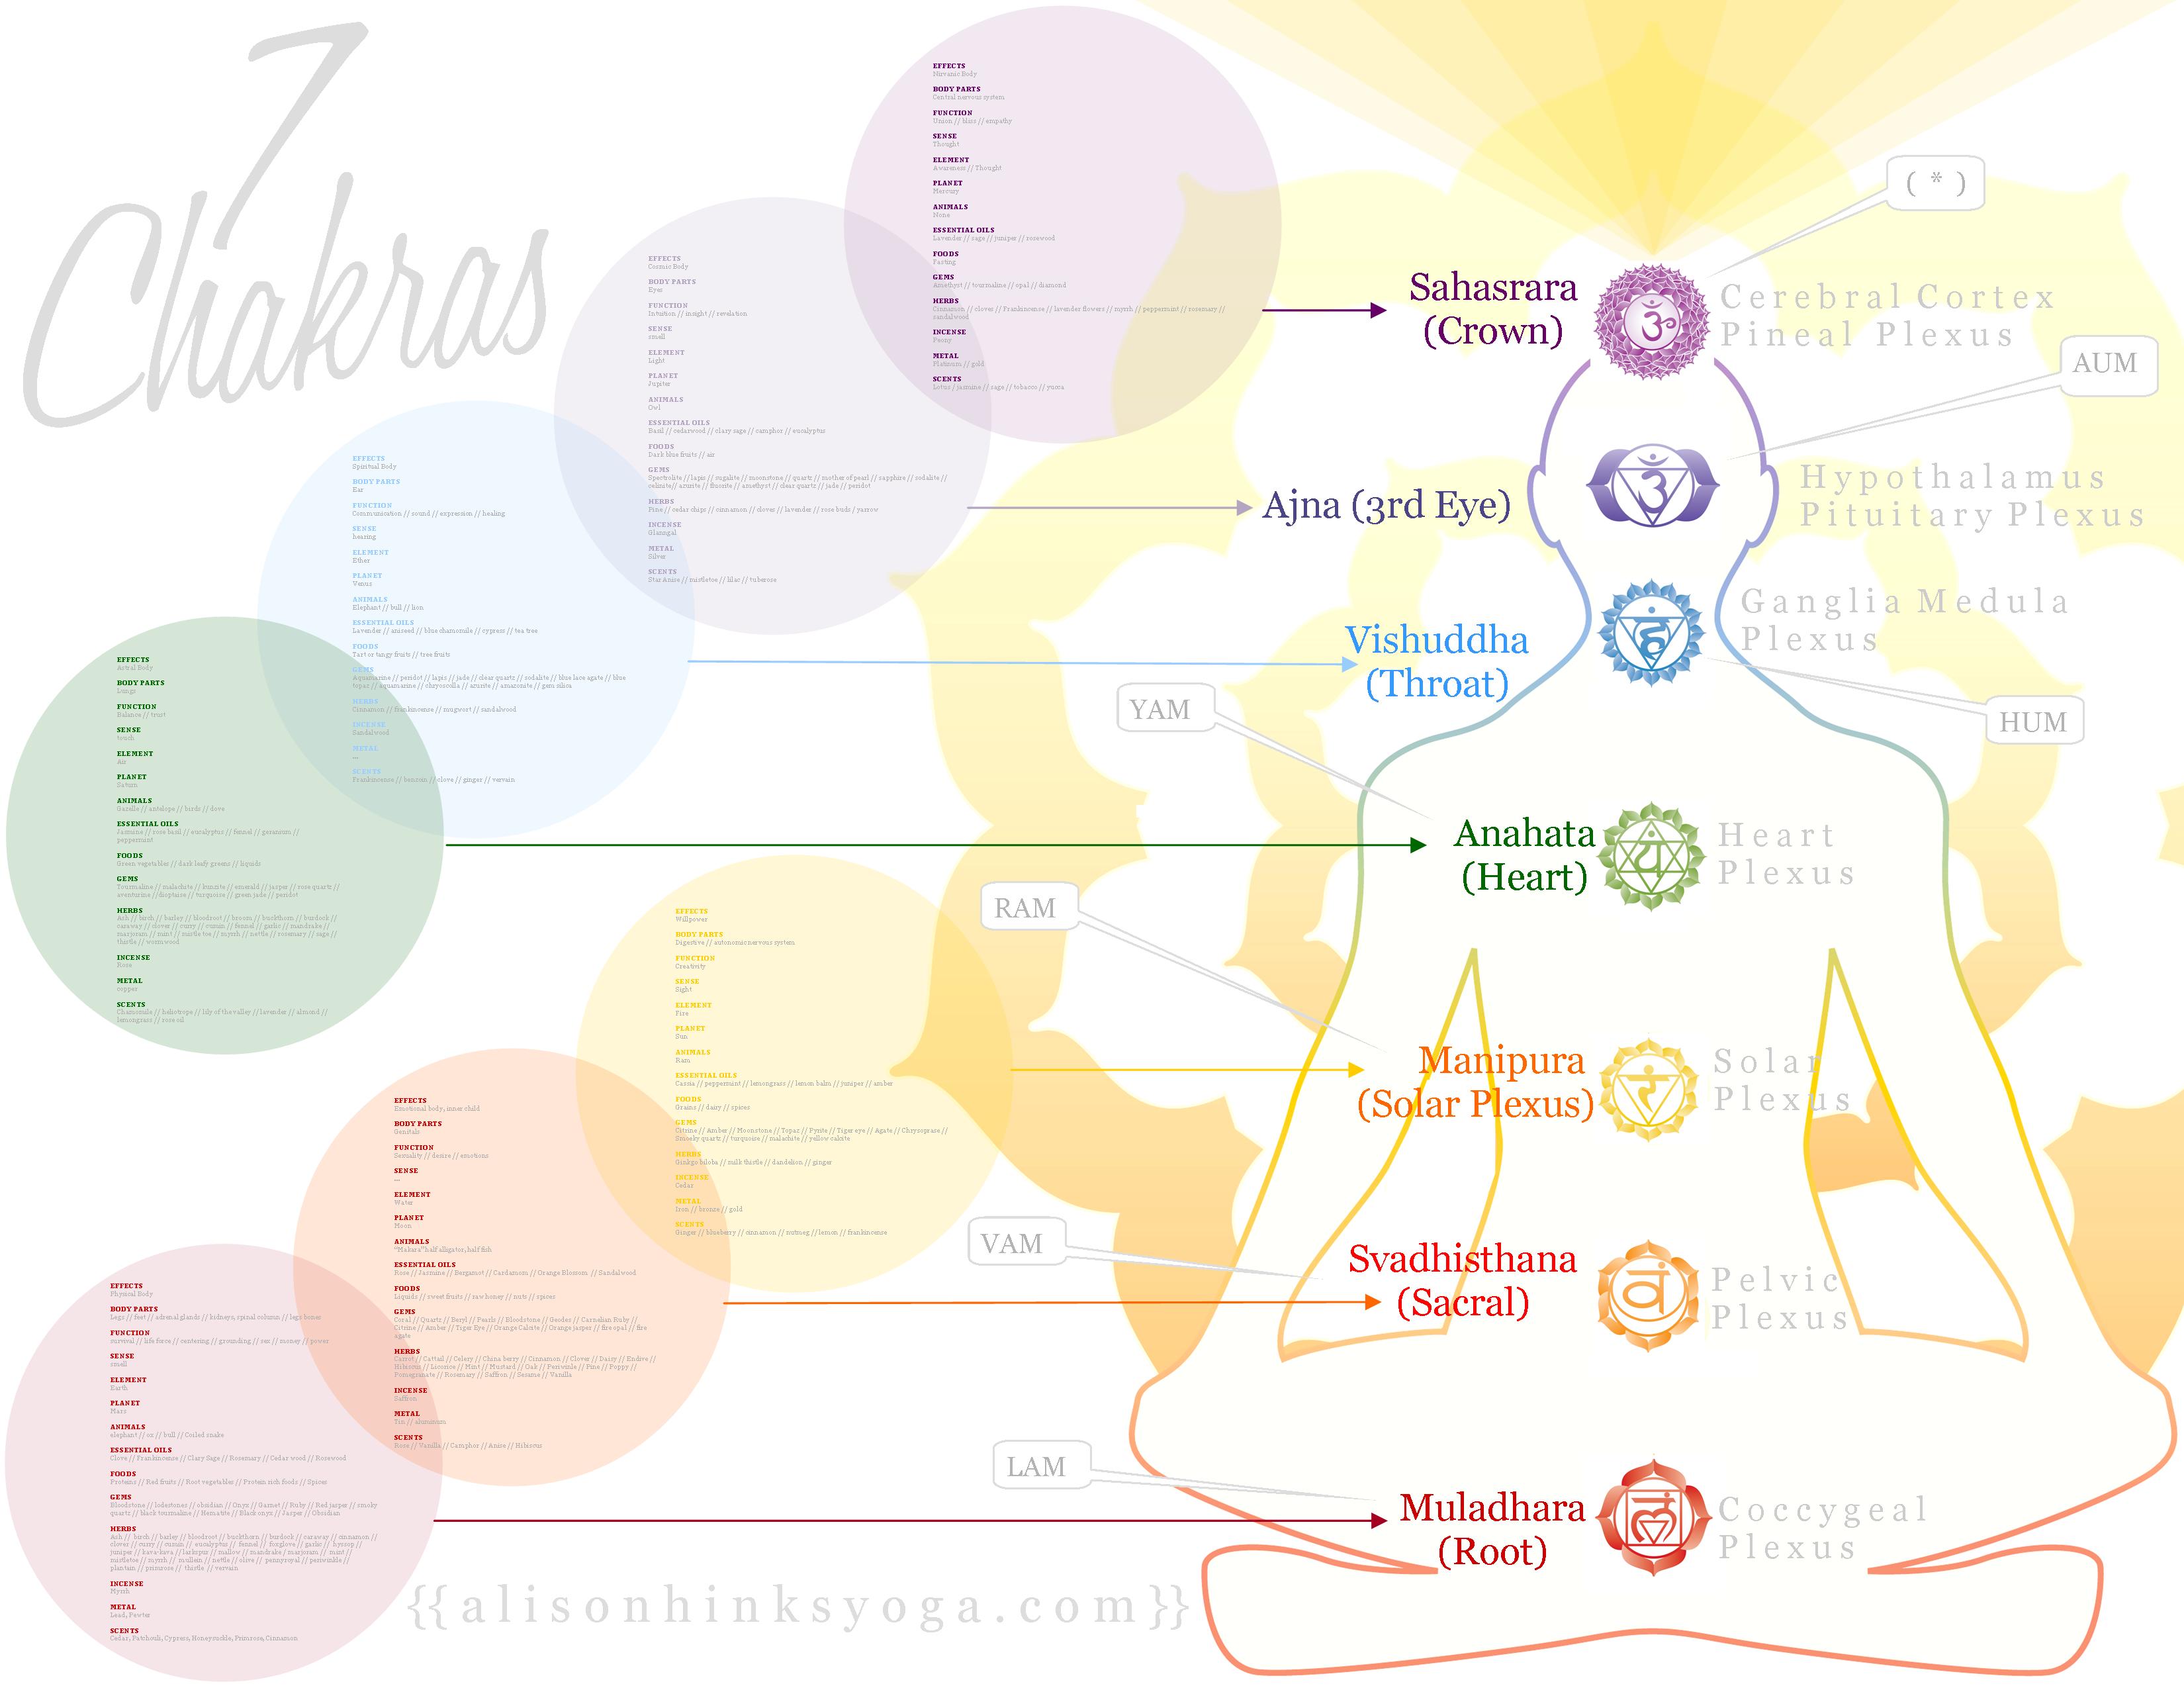 7
Chakras
EFFECTS
Nirvanic Body
BODY PARTS
Central nervous system
FUNCTION
Union // bliss // empathy
SENSE
Thought
ELEMENT
Awareness // Thought
PLANET
Mercury
ANIMALS
None
ESSENTIAL OILS
Lavender // sage // juniper // rosewood
FOODS
Fasting
GEMS
Amethyst // tourmaline // opal // diamond
HERBS
Cinnamon // clover // Frankincense // lavender flowers // myrrh // peppermint // rosemary //
sandalwood
INCENSE
Peony
METAL
Platinum // gold
SCENTS
Lotus / jasmine // sage // tobacco // yucca
EFFECTS
Cosmic Body
BODY PARTS
Eyes
FUNCTION
Intuition // insight // revelation
SENSE
smell
ELEMENT
Light
PLANET
Jupiter
ANIMALS
Owl
ESSENTIAL OILS
Basil // cedarwood // clary sage // camphor // eucalyptus
FOODS
Dark blue fruits // air
GEMS
Spectrolite // lapis // sugalite // moonstone // quartz // mother of pearl // sapphire // sodalite //
celinite// azurite // fluorite // amethyst // clear quartz // jade // peridot
HERBS
Pine // cedar chips // cinnamon // clover // lavender // rose buds / yarrow
INCENSE
METAL
Silver
SCENTS
Star Anise // mistletoe // lilac // tuberose
EFFECTS
Spiritual Body
BODY PARTS
Ear
FUNCTION
Communication // sound // expression // healing
SENSE
hearing
ELEMENT
Ether
PLANET
Venus
ANIMALS
Elephant // bull // lion
ESSENTIAL OILS
Lavender // aniseed // blue chamomile // cypress // tea tree
FOODS
Tart or tangy fruits // tree fruits
GEMS
Aquamarine // peridot // lapis // jade // clear quartz // sodalite // blue lace agate // blue
topaz // aquamarine // chrysocolla // azurite // amazonite // gem silica
HERBS
Cinnamon // frankincense // mugwort // sandalwood
INCENSE
Sandalwood
METAL
...
SCENTS
Frankincense // benzoin // clove // ginger // vervain
EFFECTS
Astral Body
BODY PARTS
Lungs
FUNCTION
Balance // trust
SENSE
touch
ELEMENT
Air
PLANET
Saturn
ANIMALS
Gazelle // antelope // birds // dove
ESSENTIAL OILS
Jasmine // rose basil // eucalyptus // fennel // geranium //
peppermint
FOODS
Green vegetables // dark leafy greens // liquids
GEMS
Tourmaline // malachite // kunzite // emerald // jasper // rose quartz //
aventurine //dioptaise // turquoise // green jade // peridot
HERBS
Ash // birch // barley // bloodroot // broom // buckthorn // burdock //
caraway // clover // curry // cumin // fennel // garlic // mandrake //
marjoram // mint // mistle toe // myrrh // nettle // rosemary // sage //
thistle // wormwood
INCENSE
Rose
METAL
copper
SCENTS
Chamomile // heliotrope // lily of the valley // lavender // almond //
lemongrass // rose oil
EFFECTS
Willpower
BODY PARTS
Digestive // autonomic nervous system
FUNCTION
Creativity
SENSE
Sight
ELEMENT
Fire
PLANET
Sun
ANIMALS
Ram
ESSENTIAL OILS
Cassia // peppermint // lemongrass // lemon balm // juniper // amber
FOODS
Grains // dairy // spices
GEMS
Citrine // Amber // Moonstone // Topaz // Pyrite // Tiger eye // Agate // Chrysoprase //
Smoeky quartz // turquoise // malachite // yellow calcite
HERBS
Ginkgo biloba // milk thistle // dandelion // ginger
INCENSE
Cedar
METAL
Iron // bronze // gold
SCENTS
Ginger // blueberry // cinnamon // nutmeg // lemon // frankincense
EFFECTS
Emotional body, inner child
BODY PARTS
Genitals
FUNCTION
Sexuality // desire // emotions
SENSE
...
ELEMENT
Water
PLANET
Moon
ANIMALS
"Makara" half alligator, half fish
ESSENTIAL OILS
Rose // Jasmine // Bergamot // Cardamom // Orange Blossom // Sandalwood
FOODS
Liquids // sweet fruits // raw honey // nuts // spices
GEMS
Coral // Quartz // Beryl // Pearls // Bloodstone // Geodes // Carnelian Ruby //
Citrine // Amber // Tiger Eye // Orange Calcite // Orange jasper // fire opal // fire
agate
HERBS
Carrot // Cattail // Celery // China berry // Cinnamon // Clover // Daisy // Endive //
Hibiscus // Licorice // Mint // Mustard // Oak // Periwinkle // Pine // Poppy //
Pomegranate // Rosemary // Saffron // Sesame // Vanilla
INCENSE
Saffron
METAL
Tin // aluminum
SCENTS
Rose // Vanilla // Camphor // Anise // Hibiscus
EFFECTS
Physical Body
BODY PARTS
Legs // feet // adrenal glands // kidneys, spinal column // legs bones
FUNCTION
survival // life force // centering // grounding // sex // money // power
SENSE
smell
ELEMENT
Earth
PLANET
Mars
ANIMALS
elephant // ox // bull // Coiled snake
ESSENTIAL OILS
Clove // Frankincense // Clary Sage // Rosemary // Cedar wood // Rosewood
FOODS
Proteins // Red fruits // Root vegetables // Protein rich foods // Spices
GEMS
Bloodstone // lodestones // obsidian // Onyx // Garnet // Ruby // Red jasper // smoky
quartz // black tourmaline // Hematite // Black onyx // Jasper // Obsidian
HERBS
Ash // birch // barley // bloodroot // buckthorn // burdock // caraway // cinnamon //
clover // curry // cumin // eucalyptus // fennel // foxglove // garlic // hyssop //
juniper // kava-kava // larkspur // mallow // mandrake / marjoram // mint //
mistletoe // myrrh // mullein // nettle // olive // pennyroyal // periwinkle //
plantain // primrose // thistle // vervain
INCENSE
Myrrh
METAL
Lead, Pewter
SCENTS
Cedar, Patchouli, Cypress, Honeysuckle, Primrose, Cinnamon
( * )
Sahasrara
(Crown)
Cerebral Cortex
Pineal Plexus
AUM
Ajna (3rd Eye)
Hypothalamus
Pituitary Plexus
Vishuddha
(Throat)
Ganglia Medula
Plexus
HUM
YAM
Anahata
(Heart)
Heart
Plexus
RAM
Manipura
(Solar Plexus)
Solar
Plexus
VAM
Svadhisthana
(Sacral)
Pelvic
Plexus
LAM
Muladhara
(Root)
Coccygeal
Plexus
ॐ
ॐ
हं
यं
रं
वं
लं
{{alisonhinksyoga.com}}